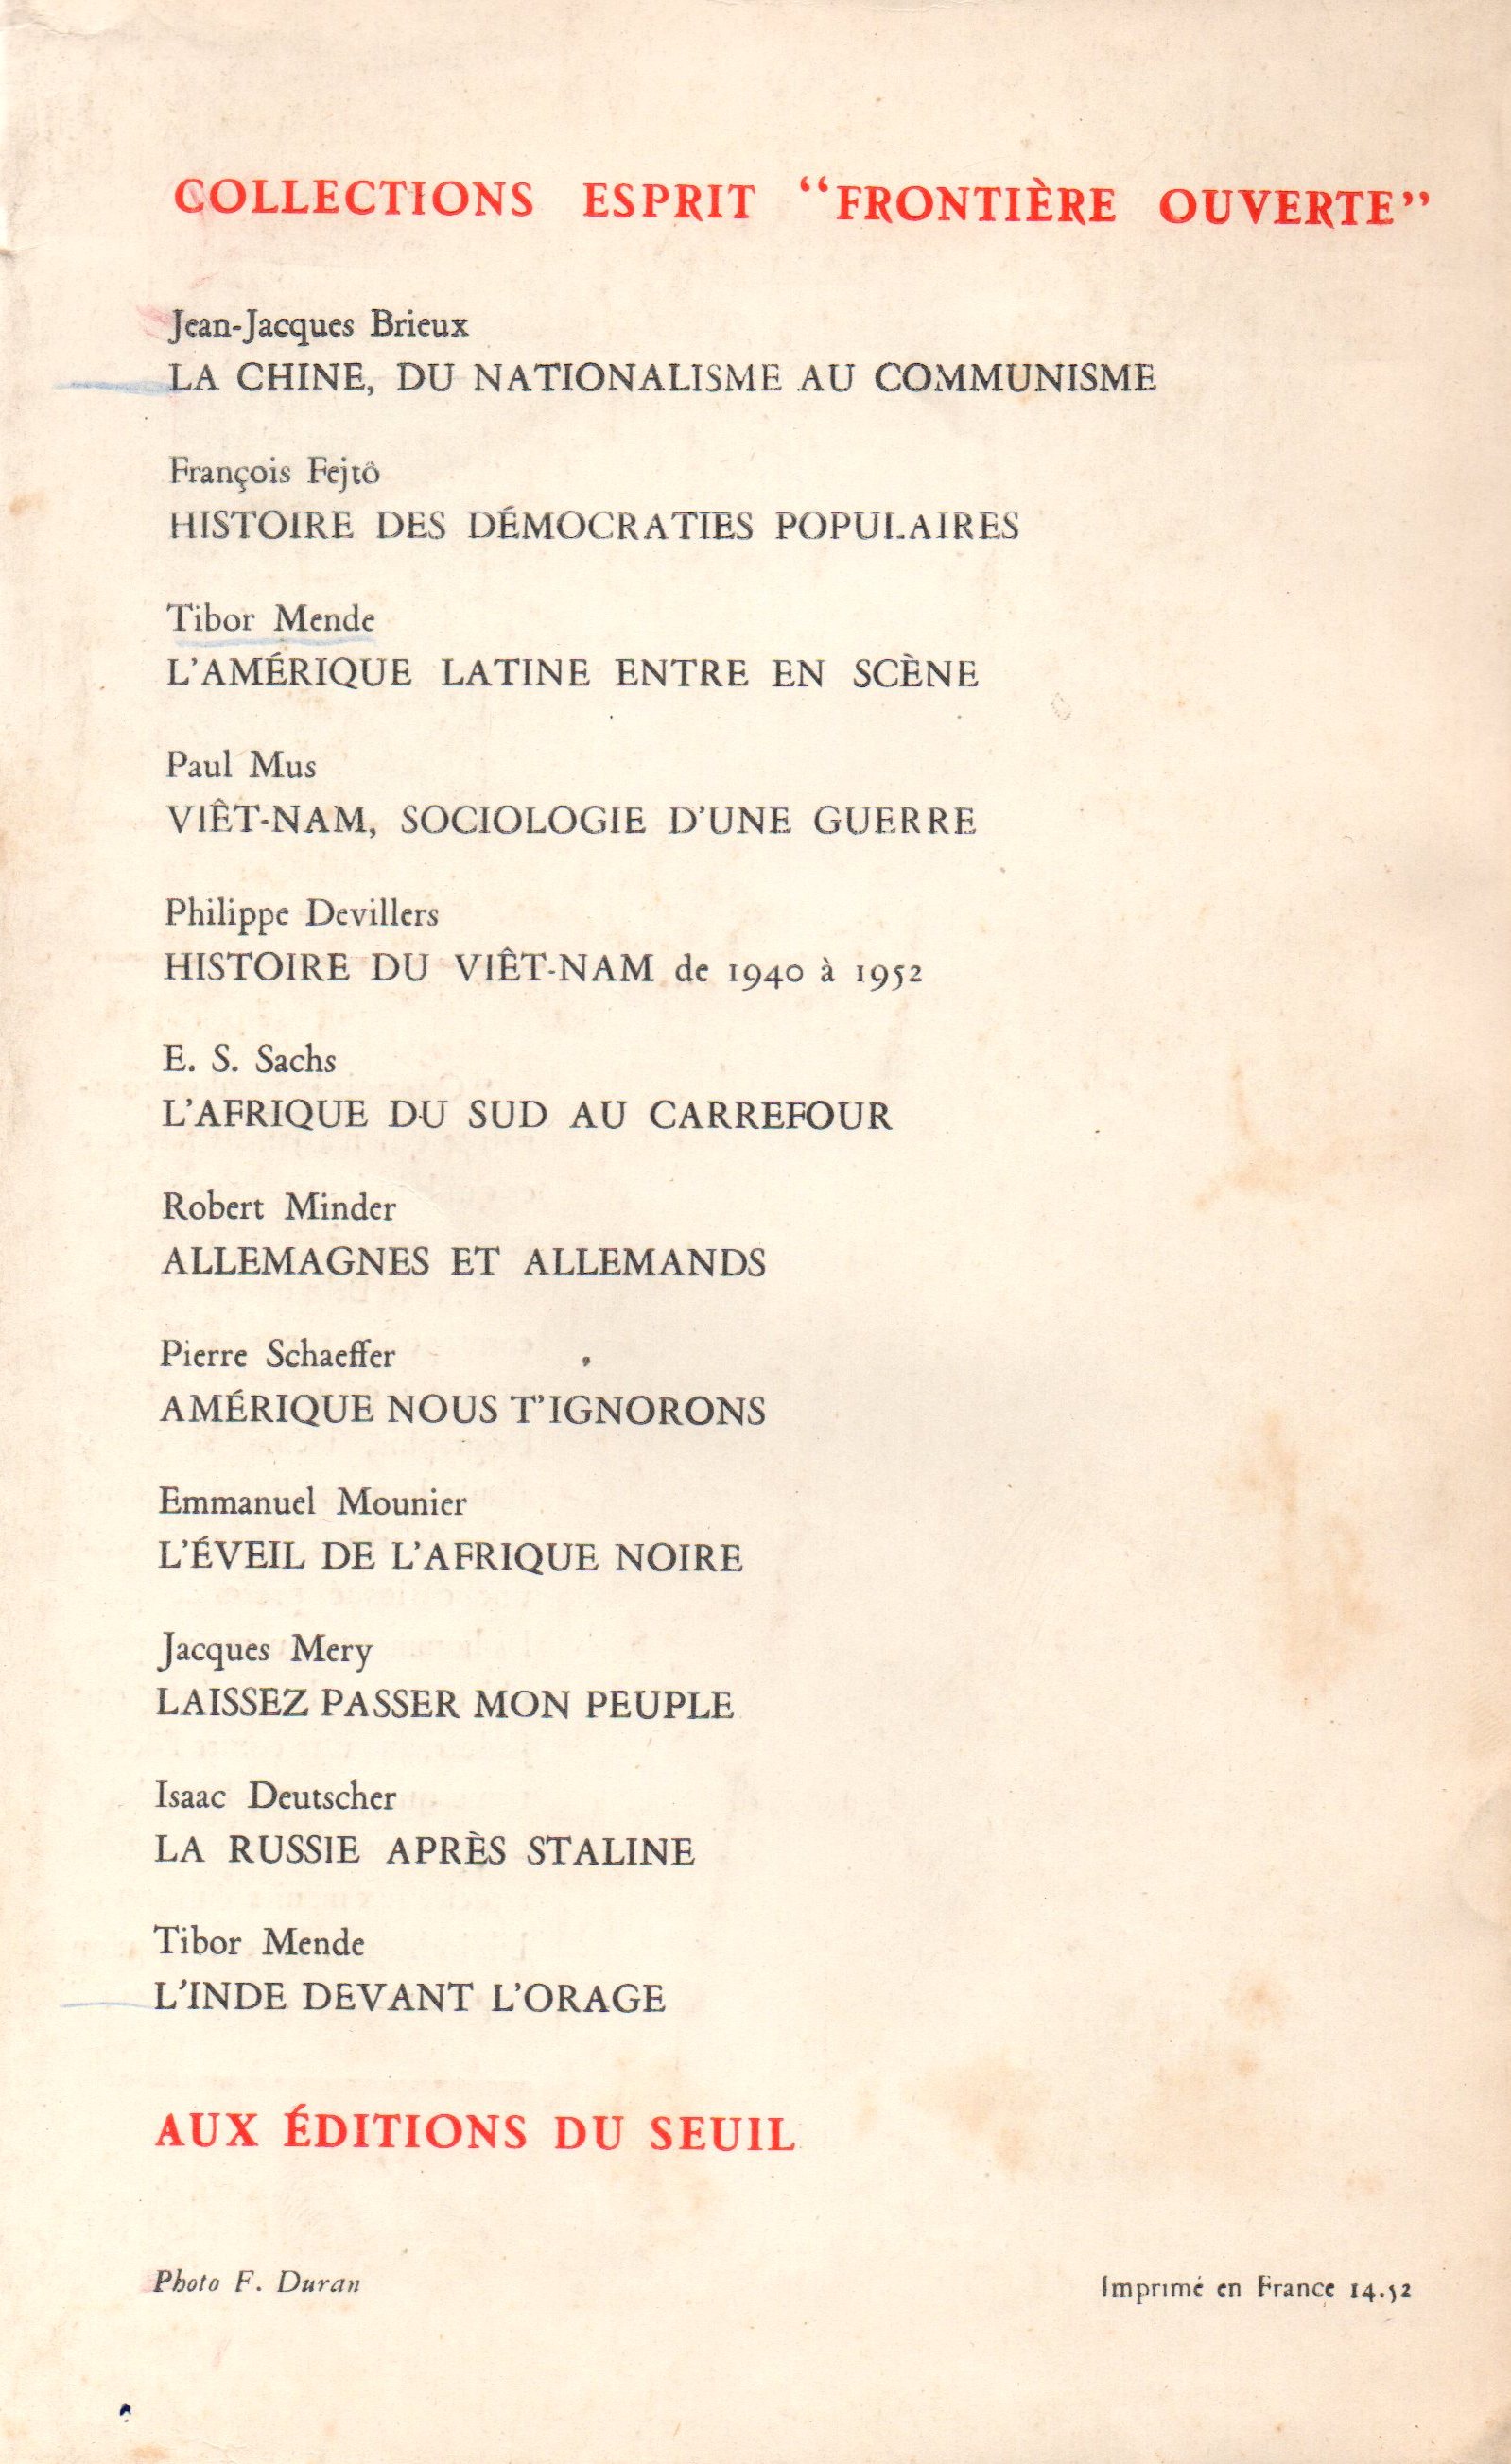 COLLECTIONS ESPRIT “FRONTIÈRE OUVERTE”
Jean-Jacques Brieux
LA CHINE, DU NATIONALISME AU COMMUNISME
François Fejtô
HISTOIRE DES DÉMOCRATIES POPULAIRES
Tibor Mende
L’AMÉRIQUE LATINE ENTRE EN SCÈNE
Paul Mus
VIÊT-NAM, SOCIOLOGIE D’UNE GUERRE
Philippe Devillers
HISTOIRE DU VIÊT-NAM de 1940 à 1952
E. S. Sachs
L’AFRIQUE DU SUD AU CARREFOUR
Robert Minder
ALLEMAGNES ET ALLEMANDS
Pierre Schaeffer
AMÉRIQUE NOUS T’IGNORONS
Emmanuel Mounier
L’ÉVEIL DE L’AFRIQUE NOIRE
Jacques Mery
LAISSEZ PASSER MON PEUPLE
Isaac Deutscher
LA RUSSIE APRÈS STALINE
Tibor Mende
L’INDE DEVANT L’ORAGE
AUX ÉDITIONS DU SEUIL
Photo F. Duran
Imprimé en France 14.52